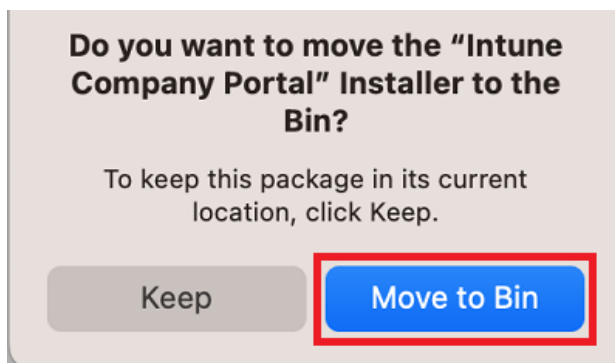 Do you want to move the “Intune
Company Portal” Installer to the
Bin?
To keep this package in its current
location, click Keep.
Keep
Move to Bin